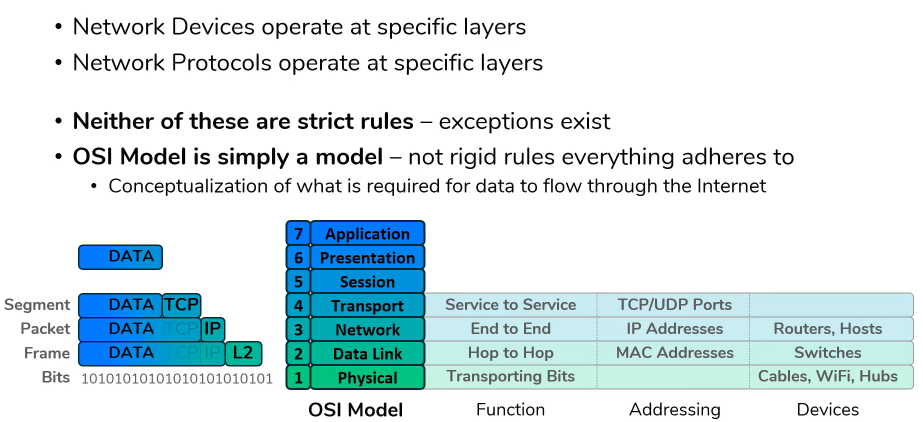 • Network Devices operate at specific layers
• Network Protocols operate at specific layers
• Neither of these are strict rules – exceptions exist
• OSI Model is simply a model – not rigid rules everything adheres to
• Conceptualization of what is required for data to flow through the Internet
7 Application
DATA 6 Presentation
5 Session
Segment DATA TCP 4 Transport Service to Service TCP/UDP Ports
Packet DATA TCP IP 3 Network End to End IP Addresses Routers, Hosts
Frame DATA TCP IP L2 2 Data Link Hop to Hop MAC Addresses Switches
Bits 10101010101010101010101 1 Physical Transporting Bits Cables, WiFi, Hubs
OSI Model Function Addressing Devices